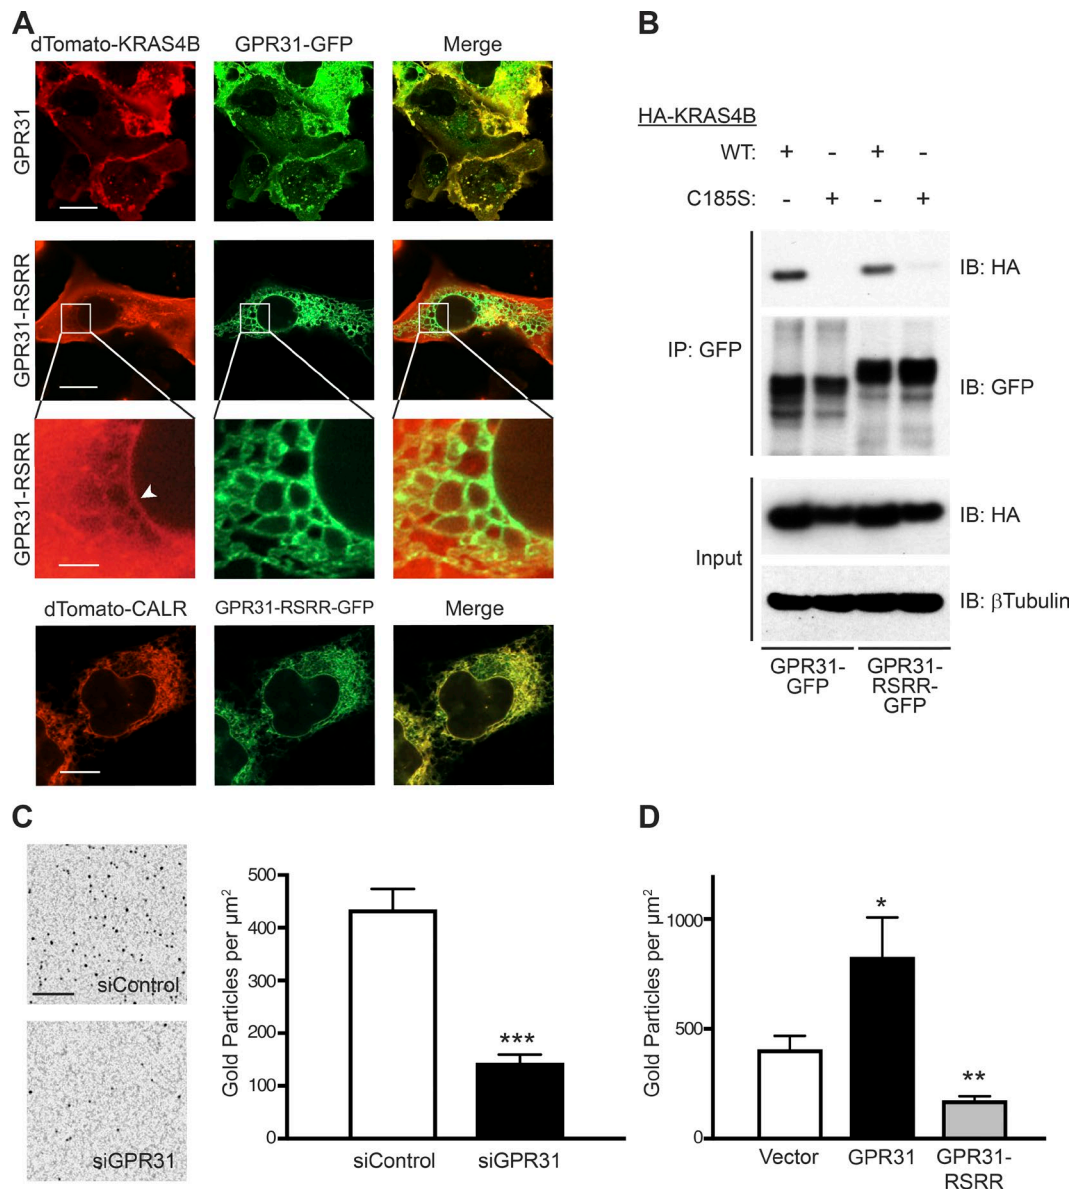 A
dTomato-KRAS4B GPR31-GFP Merge
GPR31
GPR31-RSRR
GPR31-RSRR
dTomato-CALR GPR31-RSRR-GFP Merge
B
HA-KRAS4B
WT: + - + -
C185S: - + - +
IB: HA
IP: GFP
IB: GFP
IB: HA
Input
IB: βTubulin
GPR31-
GFP
GPR31-
RSRR-
GFP
C
siControl
siGPR31
Gold Particles per µm²
500
400
300
200
100
0
***
siControl siGPR31
D
Gold Particles per µm²
1000
500
0
*
**
Vector GPR31 GPR31-
RSRR